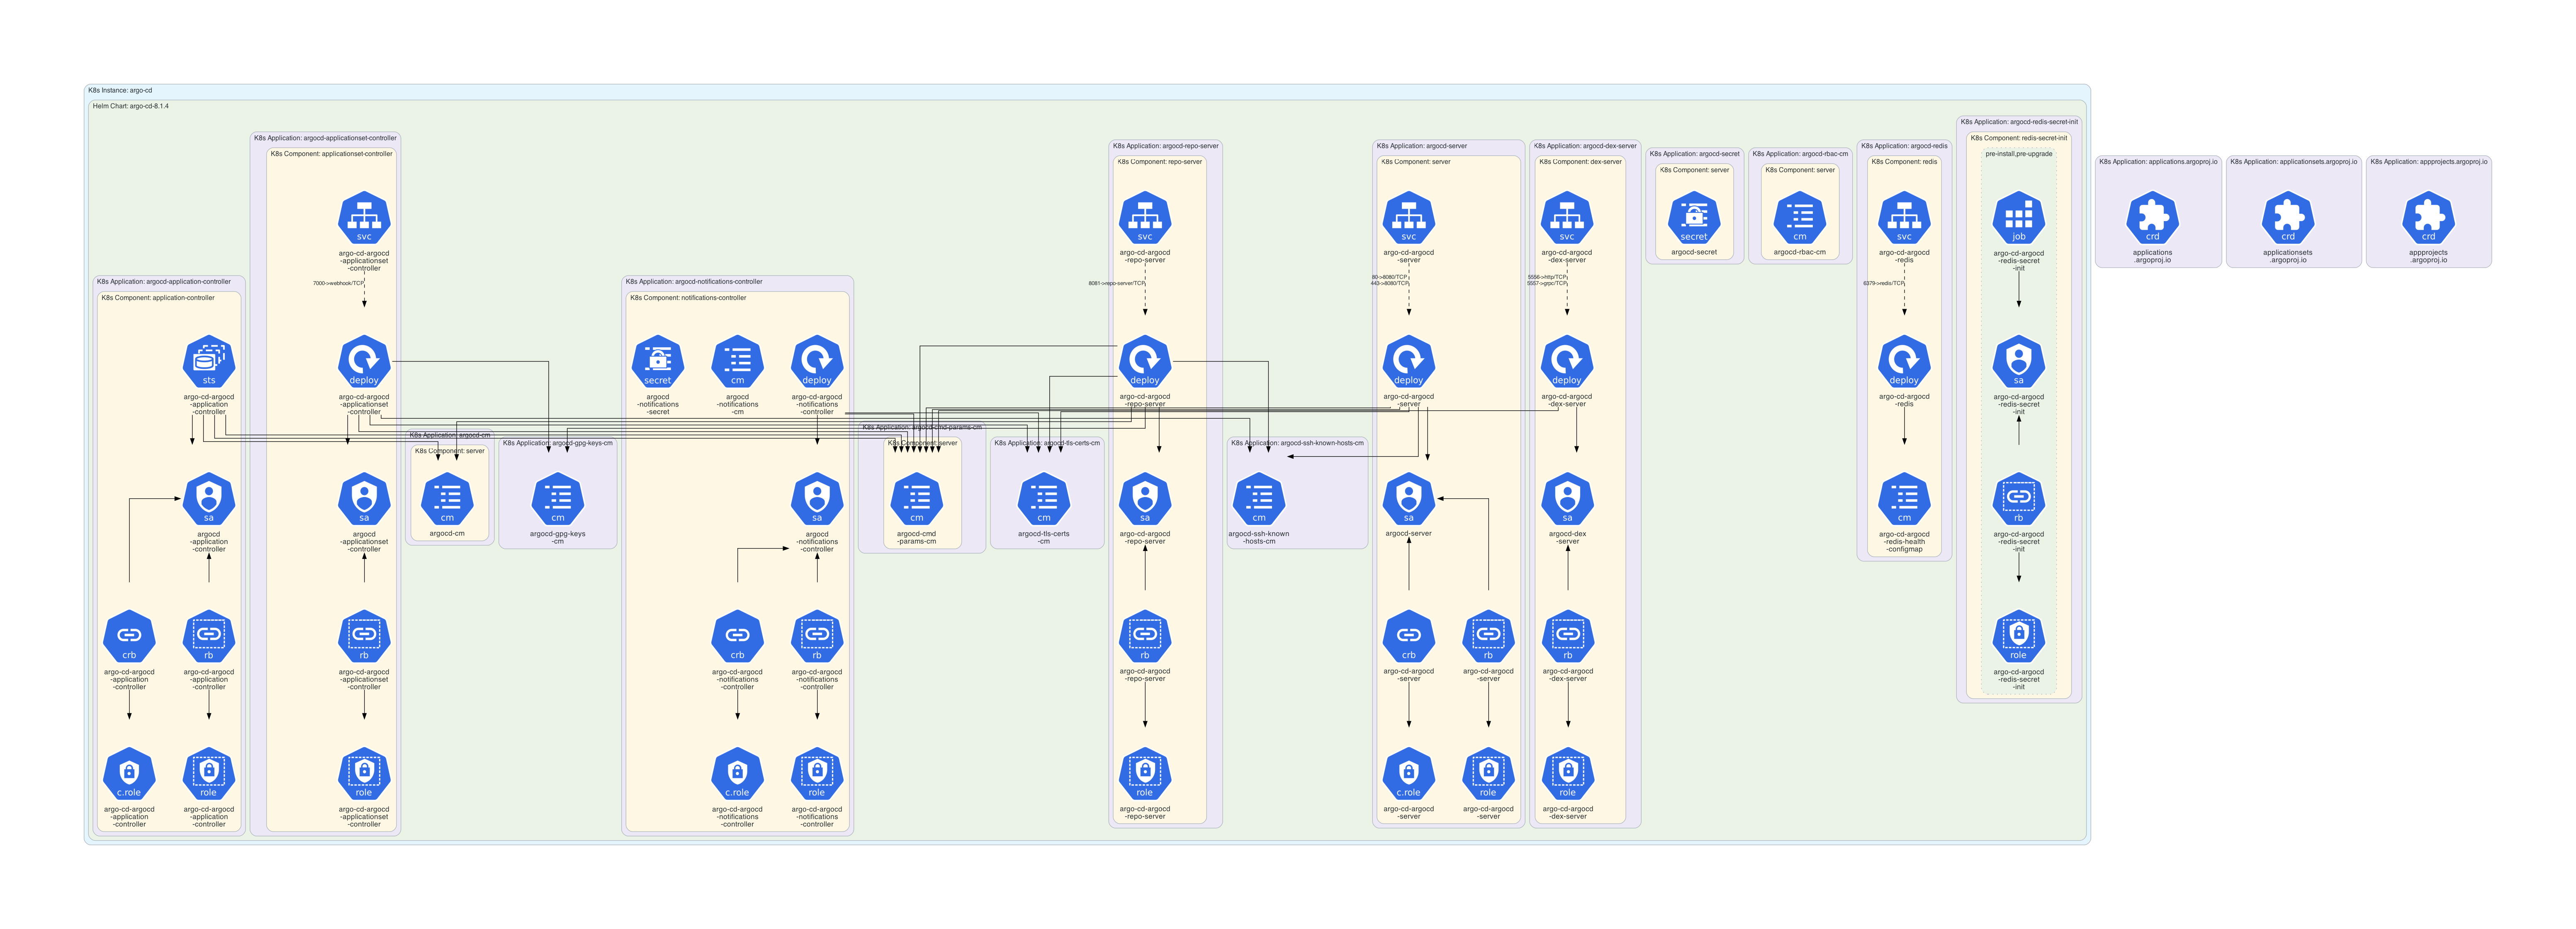 K8s Instance: argo-cd
Helm Chart: argo-cd-8.1.4
K8s Application: argocd-application-controller
K8s Component: application-controller
sts
argo-cd-argocd
-application
-controller
sa
argocd
-application
-controller
crb
argo-cd-argocd
-application
-controller
rb
argo-cd-argocd
-application
-controller
c.role
argo-cd-argocd
-application
-controller
role
argo-cd-argocd
-application
-controller
K8s Application: argocd-applicationset-controller
K8s Component: applicationset-controller
svc
argo-cd-argocd
-applicationset
-controller
7000->webhook/TCP
deploy
argo-cd-argocd
-applicationset
-controller
sa
argocd
-applicationset
-controller
rb
argo-cd-argocd
-applicationset
-controller
role
argo-cd-argocd
-applicationset
-controller
K8s Application: argocd-cm
K8s Component: server
cm
argocd-cm
K8s Application: argocd-gpg-keys-cm
cm
argocd-gpg-keys
-cm
K8s Application: argocd-notifications-controller
K8s Component: notifications-controller
secret
argocd
-notifications
-secret
cm
argocd
-notifications
-cm
deploy
argo-cd-argocd
-notifications
-controller
sa
argocd
-notifications
-controller
crb
argo-cd-argocd
-notifications
-controller
rb
argo-cd-argocd
-notifications
-controller
c.role
argo-cd-argocd
-notifications
-controller
role
argo-cd-argocd
-notifications
-controller
K8s Application: argocd-cmd-params-cm
K8s Component: server
cm
argocd-cmd
-params-cm
K8s Application: argocd-tls-certs-cm
cm
argocd-tls-certs
-cm
K8s Application: argocd-repo-server
K8s Component: repo-server
svc
argo-cd-argocd
-repo-server
8081->repo-server/TCP
deploy
argo-cd-argocd
-repo-server
sa
argo-cd-argocd
-repo-server
rb
argo-cd-argocd
-repo-server
role
argo-cd-argocd
-repo-server
K8s Application: argocd-ssh-known-hosts-cm
cm
argocd-ssh-known
-hosts-cm
K8s Application: argocd-server
K8s Component: server
svc
argo-cd-argocd
-server
80->8080/TCP
443->8080/TCP
deploy
argo-cd-argocd
-server
sa
argocd-server
crb
argo-cd-argocd
-server
rb
argo-cd-argocd
-server
c.role
argo-cd-argocd
-server
role
argo-cd-argocd
-server
K8s Application: argocd-dex-server
K8s Component: dex-server
svc
argo-cd-argocd
-dex-server
5556->http/TCP
5557->grpc/TCP
deploy
argo-cd-argocd
-dex-server
sa
argocd-dex
-server
rb
argo-cd-argocd
-dex-server
role
argo-cd-argocd
-dex-server
K8s Application: argocd-secret
K8s Component: server
secret
argocd-secret
K8s Application: argocd-rbac-cm
K8s Component: server
cm
argocd-rbac-cm
K8s Application: argocd-redis
K8s Component: redis
svc
argo-cd-argocd
-redis
6379->redis/TCP
deploy
argo-cd-argocd
-redis
cm
argo-cd-argocd
-redis-health
-configmap
K8s Application: argocd-redis-secret-init
K8s Component: redis-secret-init
pre-install,pre-upgrade
job
argo-cd-argocd
-redis-secret
-init
sa
argo-cd-argocd
-redis-secret
-init
rb
argo-cd-argocd
-redis-secret
-init
role
argo-cd-argocd
-redis-secret
-init
K8s Application: applications.argoproj.io
crd
applications
.argoproj.io
K8s Application: applicationsets.argoproj.io
crd
applicationsets
.argoproj.io
K8s Application: appprojects.argoproj.io
crd
appprojects
.argoproj.io